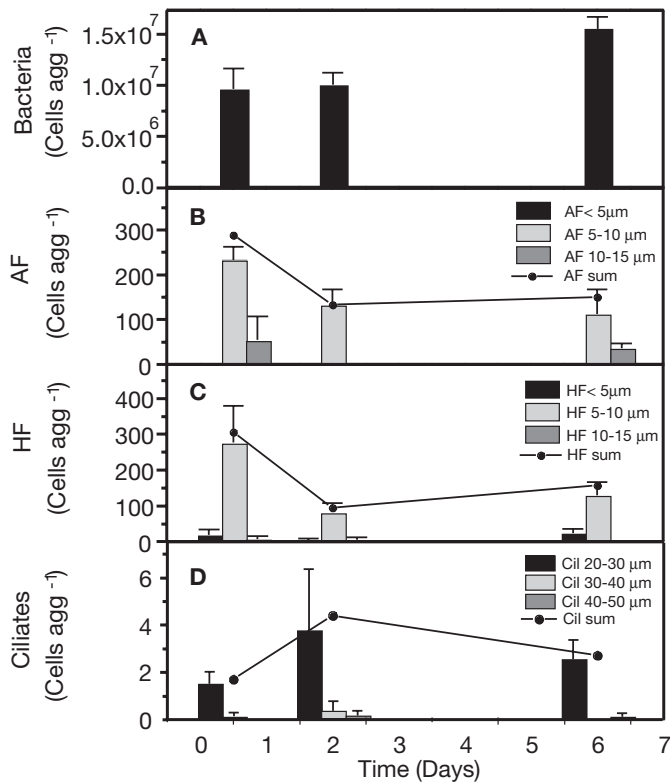 A
Bacteria
(Cells agg⁻¹)
1.5x10⁷
1.0x10⁷
5.0x10⁶
0.0
B
AF
(Cells agg⁻¹)
300
200
100
0
AF< 5µm
AF 5-10 µm
AF 10-15 µm
AF sum
C
HF
(Cells agg⁻¹)
400
300
200
100
0
HF< 5µm
HF 5-10 µm
HF 10-15 µm
HF sum
D
Ciliates
(Cells agg⁻¹)
6
4
2
0
Cil 20-30 µm
Cil 30-40 µm
Cil 40-50 µm
Cil sum
0 1 2 3 4 5 6 7
Time (Days)